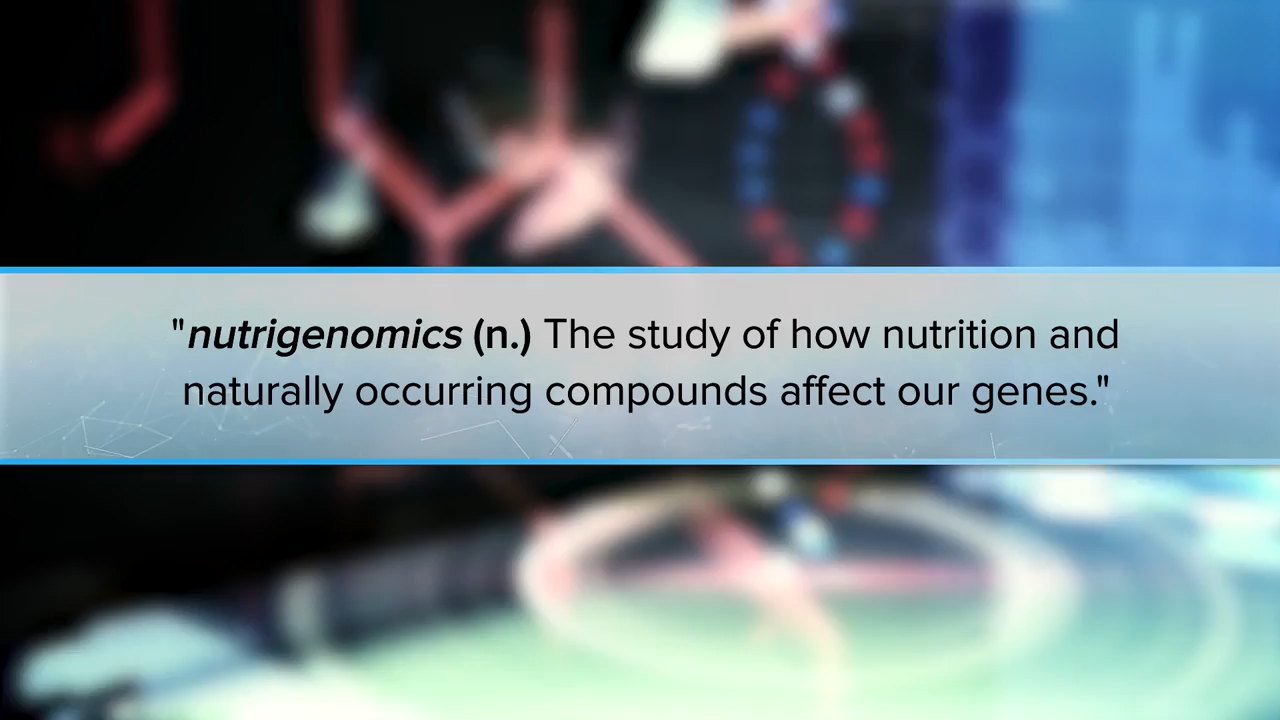 "nutrigenomics (n.) The study of how nutrition and
naturally occurring compounds affect our genes."